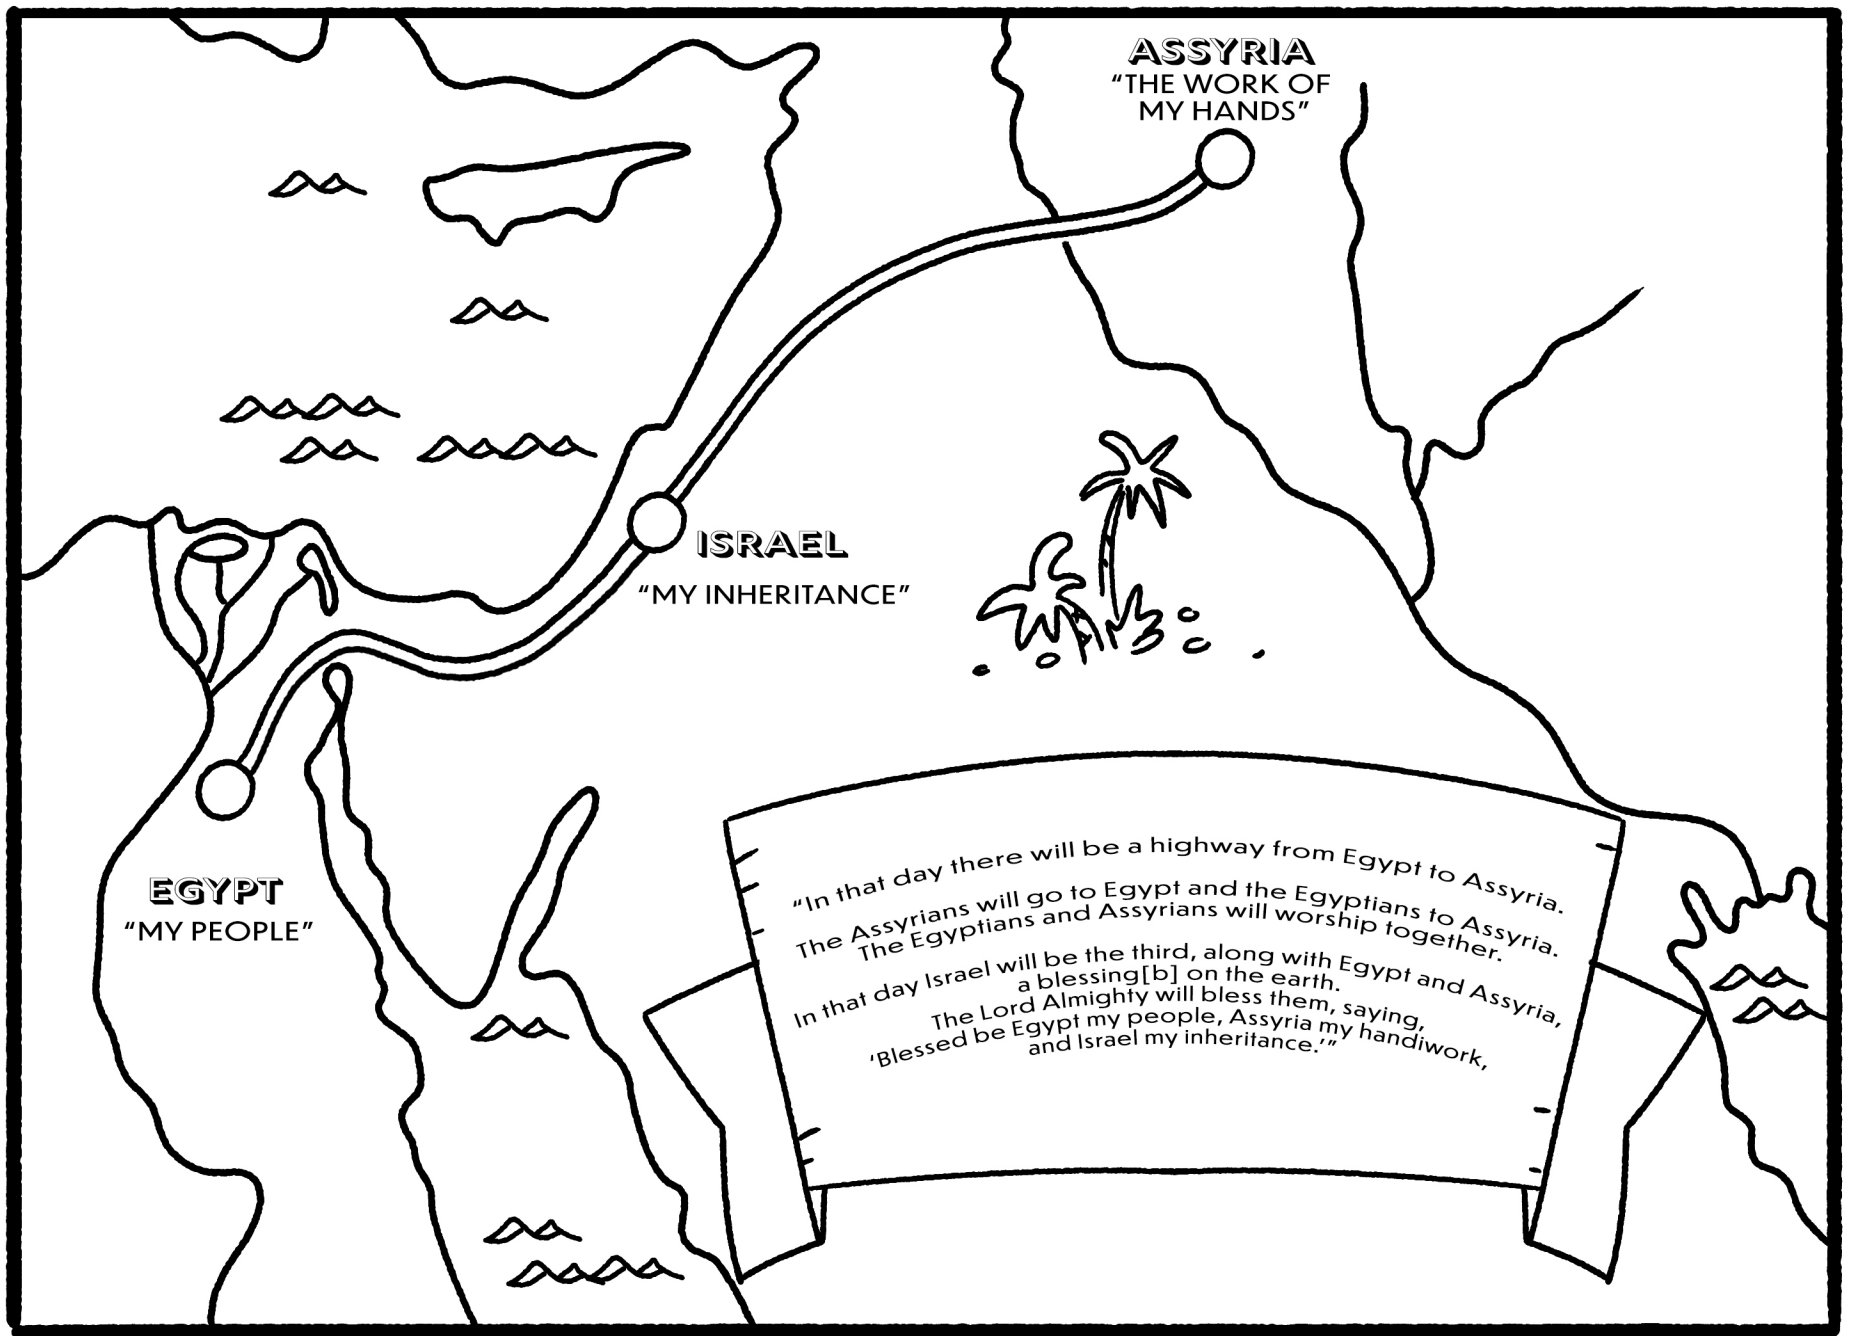 ASSYRIA
“THE WORK OF
MY HANDS”
ISRAEL
“MY INHERITANCE”
EGYPT
“MY PEOPLE”
“In that day there will be a highway from Egypt to Assyria.
The Assyrians will go to Egypt and the Egyptians to Assyria.
The Egyptians and Assyrians will worship together.
In that day Israel will be the third, along with Egypt and Assyria,
a blessing[b] on the earth.
The Lord Almighty will bless them, saying,
‘Blessed be Egypt my people, Assyria my handiwork,
and Israel my inheritance.’”